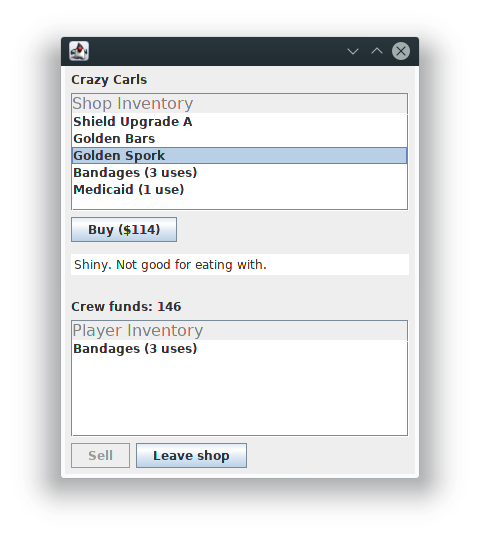 Crazy Carls
Shop Inventory
Shield Upgrade A
Golden Bars
Golden Spork
Bandages (3 uses)
Medicaid (1 use)
Buy ($114)
Shiny. Not good for eating with.
Crew funds: 146
Player Inventory
Bandages (3 uses)
Sell
Leave shop